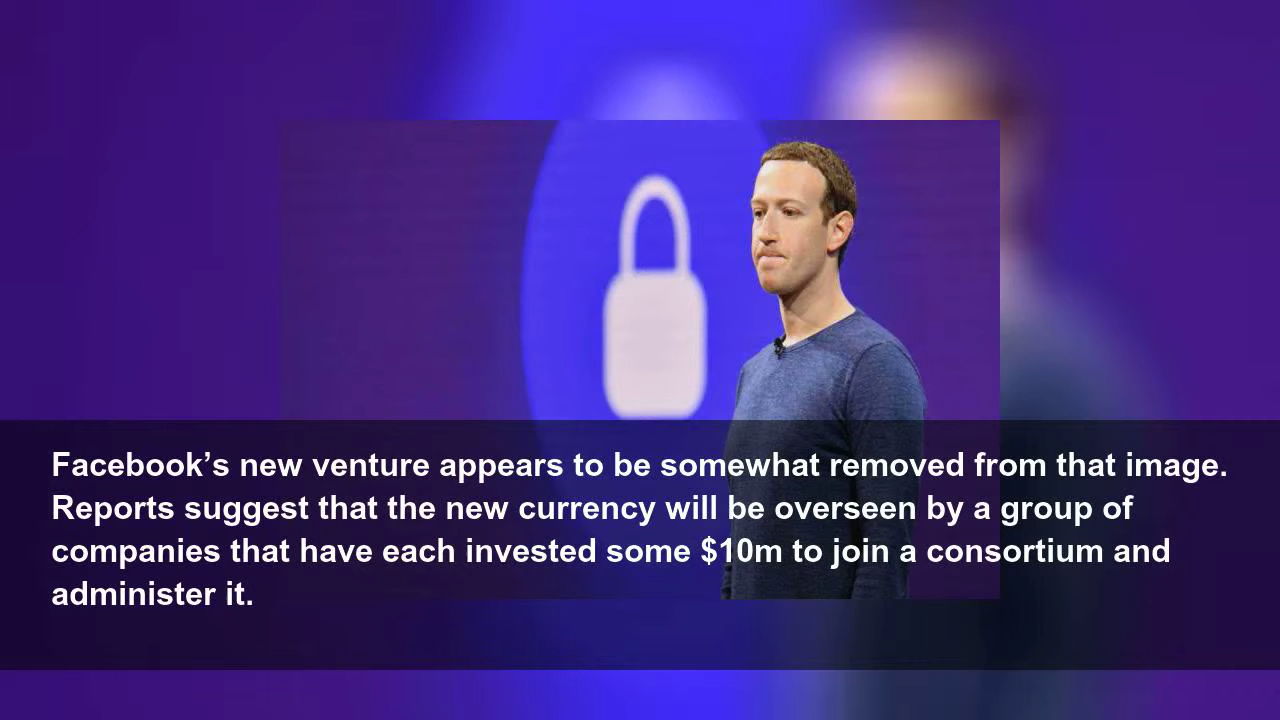 Facebook’s new venture appears to be somewhat removed from that image.
Reports suggest that the new currency will be overseen by a group of
companies that have each invested some $10m to join a consortium and
administer it.